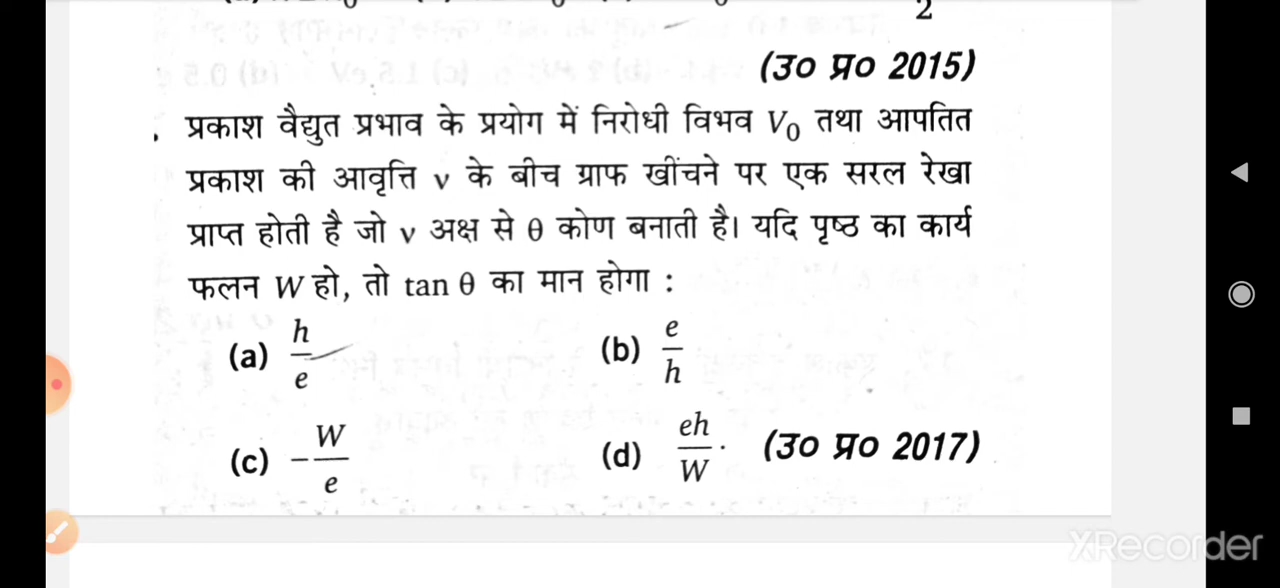 2
(उ० प्र० 2015)
प्रकाश वैद्युत प्रभाव के प्रयोग में निरोधी विभव V₀ तथा आपतित
प्रकाश की आवृत्ति ν के बीच ग्राफ खींचने पर एक सरल रेखा
प्राप्त होती है जो ν अक्ष से θ कोण बनाती है। यदि पृष्ठ का कार्य
फलन W हो, तो tan θ का मान होगा :
(a) h/e (b) e/h
(c) −W/e (d) eh/W · (उ० प्र० 2017)
XRecorder